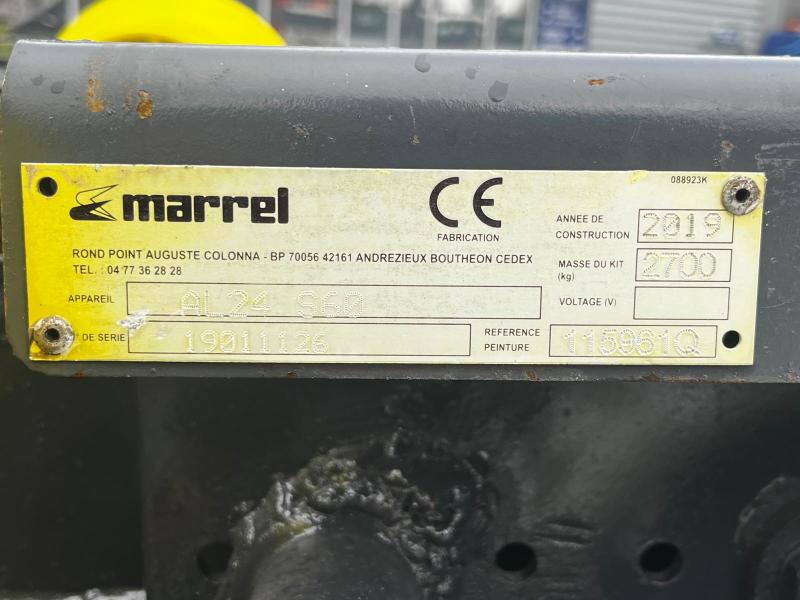 088923K
marrel
CE
FABRICATION
ROND POINT AUGUSTE COLONNA - BP 70056 42161 ANDREZIEUX BOUTHEON CEDEX
TEL. : 04 77 36 28 28
ANNEE DE CONSTRUCTION 2019
MASSE DU KIT (kg) 2700
APPAREIL AL24 S60
VOLTAGE (V)
° DE SERIE 19011126
REFERENCE PEINTURE 115961Q